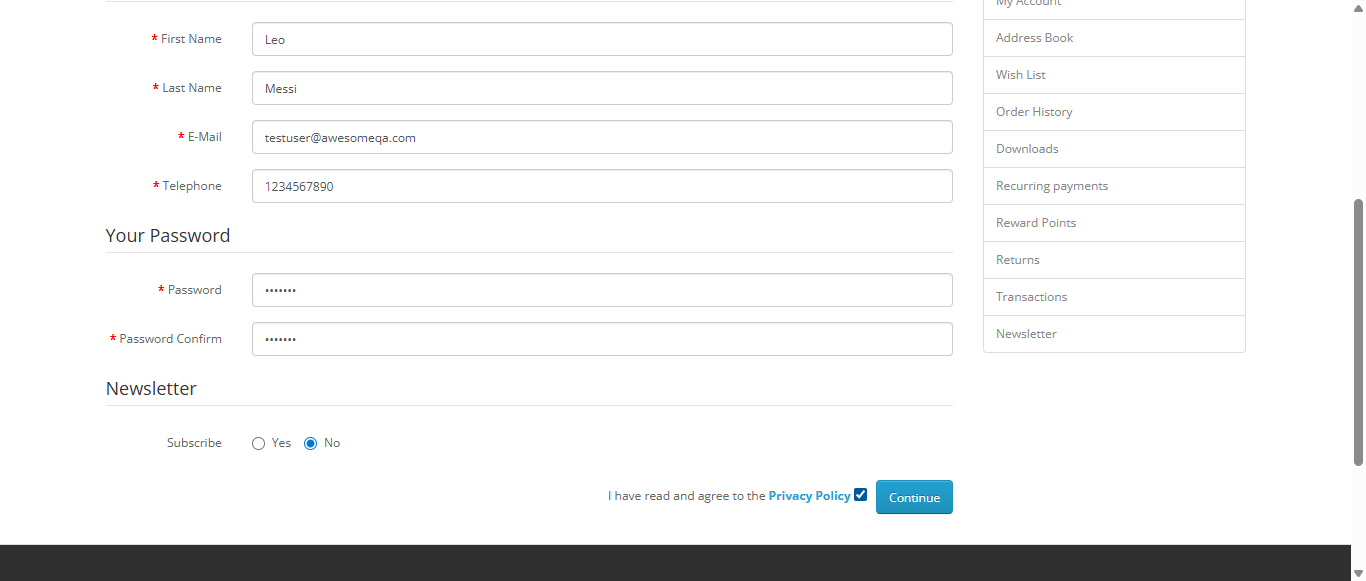 * First Name
Leo
* Last Name
Messi
* E-Mail
testuser@awesomeqa.com
* Telephone
1234567890
Your Password
* Password
•••••••
* Password Confirm
•••••••
Newsletter
Subscribe
Yes
No
I have read and agree to the Privacy Policy
Continue
My Account
Address Book
Wish List
Order History
Downloads
Recurring payments
Reward Points
Returns
Transactions
Newsletter